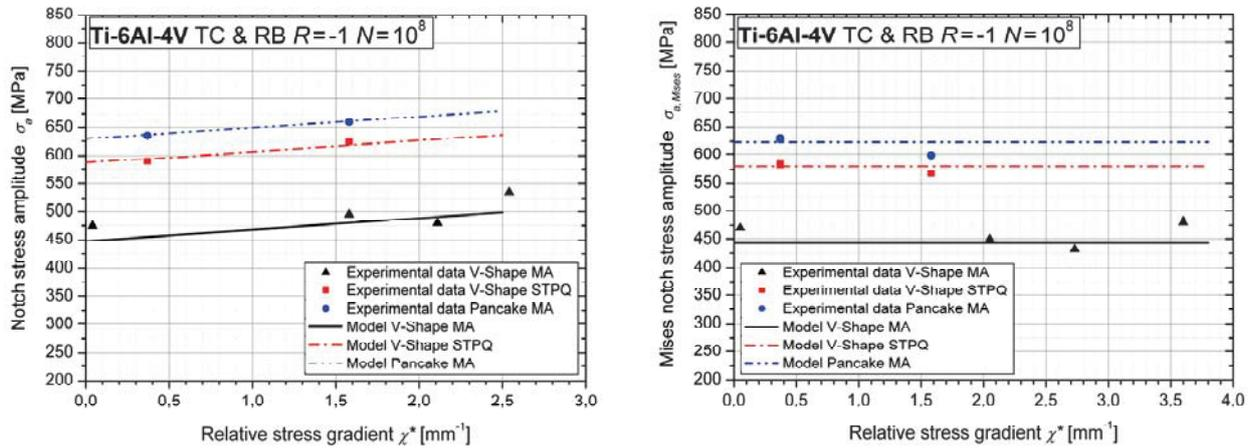 Ti-6Al-4V TC & RB R=-1 N=10⁸
Notch stress amplitude σa [MPa]
850
800
750
700
650
600
550
500
450
400
350
300
250
200
Experimental data V-Shape MA
Experimental data V-Shape STPQ
Experimental data Pancake MA
Model V-Shape MA
Model V-Shape STPQ
Model Pancake MA
0,0 0,5 1,0 1,5 2,0 2,5 3,0
Relative stress gradient χ* [mm⁻¹]
Ti-6Al-4V TC & RB R=-1 N=10⁸
Mises notch stress amplitude σa,Mises [MPa]
850
800
750
700
650
600
550
500
450
400
350
300
250
200
Experimental data V-Shape MA
Experimental data V-Shape STPQ
Experimental data Pancake MA
Model V-Shape MA
Model V-Shape STPQ
Model Pancake MA
0,0 0,5 1,0 1,5 2,0 2,5 3,0 3,5 4,0
Relative stress gradient χ* [mm⁻¹]